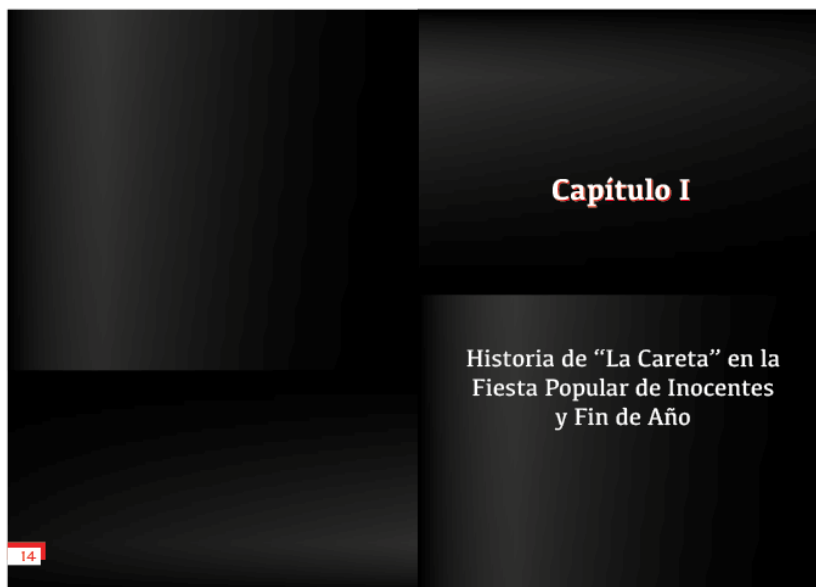 14
Capítulo I
Historia de “La Careta” en la
Fiesta Popular de Inocentes
y Fin de Año